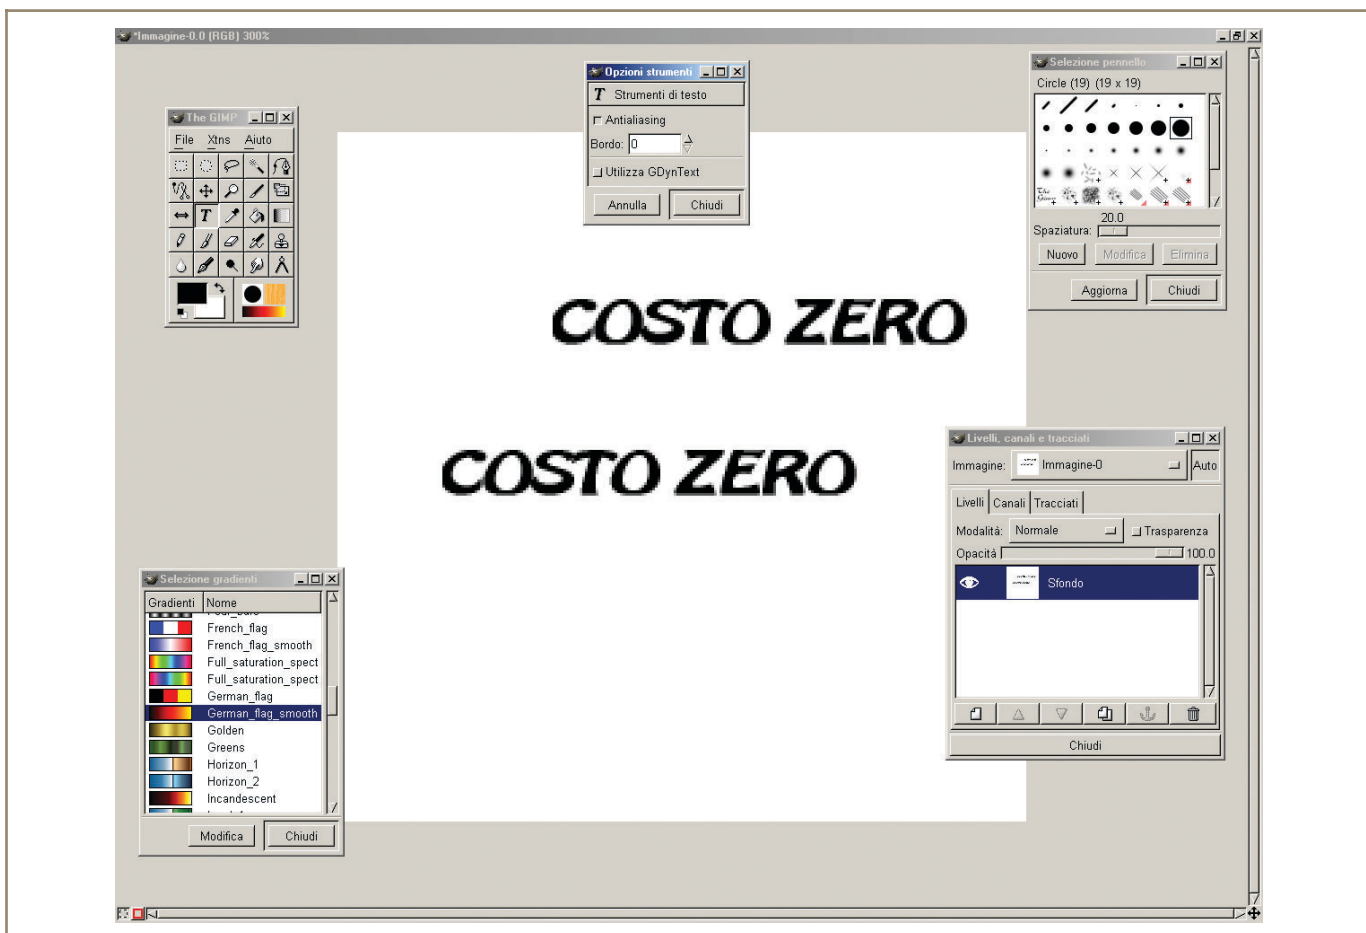 *Immagine-0.0 (RGB) 300%
The GIMP
File Xtns Aiuto
Opzioni strumenti
T Strumenti di testo
Antialiasing
Bordo: 0
Utilizza GDynText
Annulla Chiudi
Selezione pennello
Circle (19) (19 x 19)
20.0
Spaziatura:
Nuovo Modifica Elimina
Aggiorna Chiudi
COSTO ZERO
COSTO ZERO
Livelli, canali e tracciati
Immagine: Immagine-0 Auto
Livelli Canali Tracciati
Modalità: Normale Trasparenza
Opacità 100.0
Sfondo
Chiudi
Selezione gradienti
Gradienti Nome
French_flag
French_flag_smooth
Full_saturation_spect
Full_saturation_spect
German_flag
German_flag_smooth
Golden
Greens
Horizon_1
Horizon_2
Incandescent
Modifica Chiudi